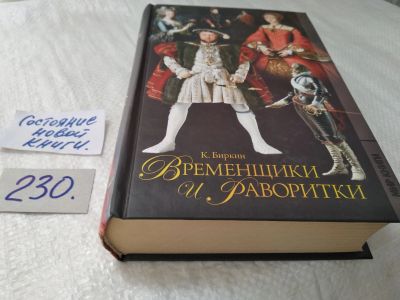 Состояние
новой
книги.
230.
К. Биркин
Временщики
и Фаворитки